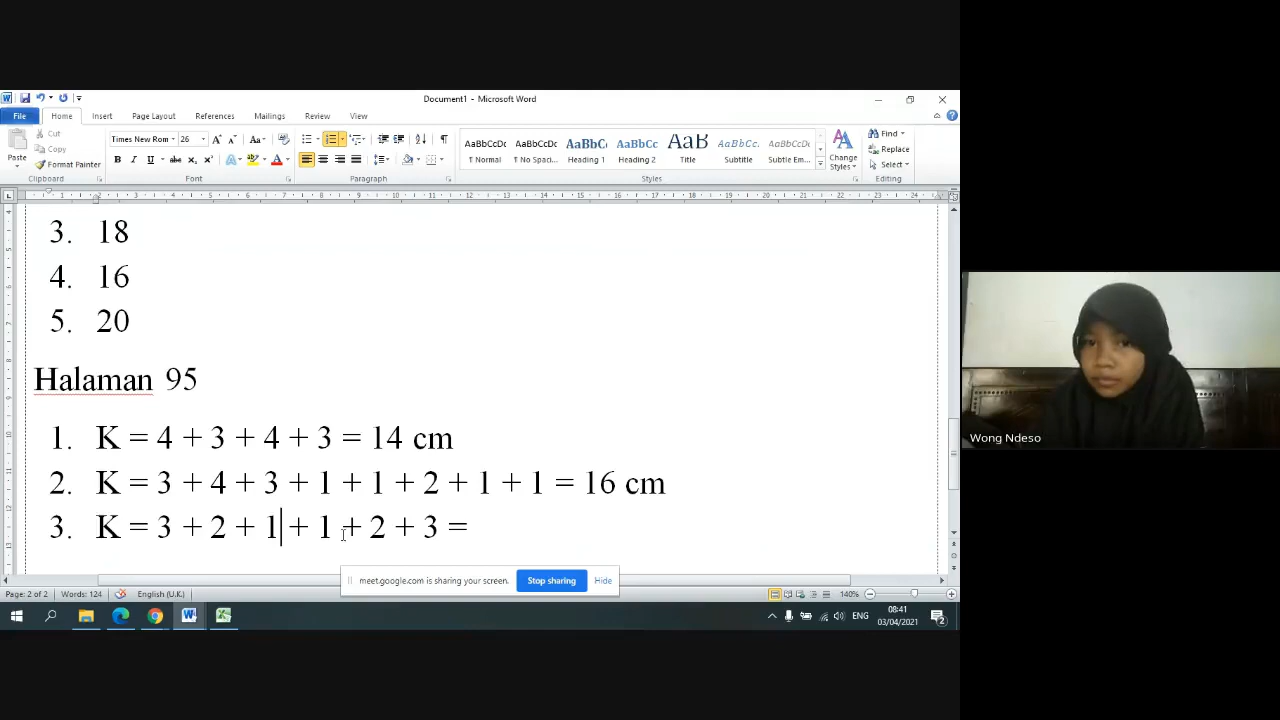 Document1 - Microsoft Word
File Home Insert Page Layout References Mailings Review View
Cut
Copy
Format Painter
Paste
Clipboard
Times New Rom 26
Font
Paragraph
AaBbCcDc AaBbCcDc AaBbCc AaBbCc AaB AaBbCc. AaBbCcDc
¶ Normal ¶ No Spac... Heading 1 Heading 2 Title Subtitle Subtle Em...
Styles
Change Styles
Find
Replace
Select
Editing
3. 18
4. 16
5. 20
Halaman 95
1. K = 4 + 3 + 4 + 3 = 14 cm
2. K = 3 + 4 + 3 + 1 + 1 + 2 + 1 + 1 = 16 cm
3. K = 3 + 2 + 1 + 1 + 2 + 3 =
meet.google.com is sharing your screen. Stop sharing Hide
Page: 2 of 2 Words: 124 English (U.K.) 140%
ENG 08:41
03/04/2021
Wong Ndeso